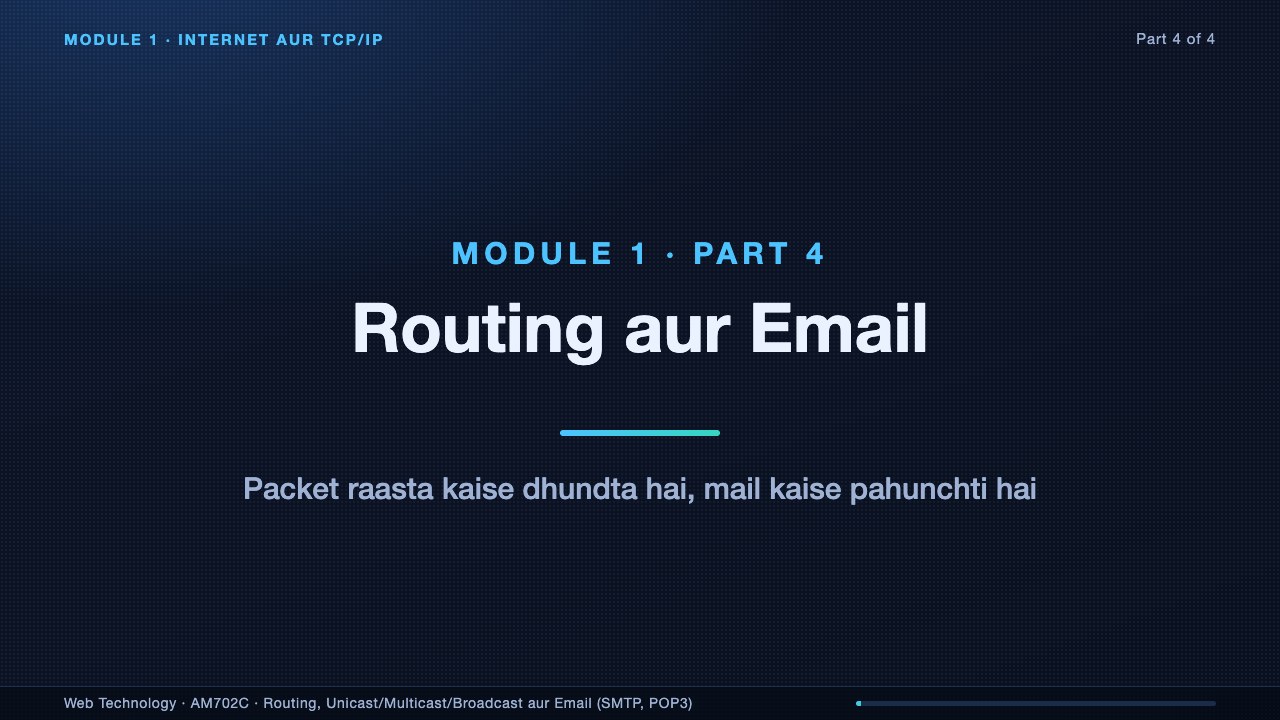 MODULE 1 · INTERNET AUR TCP/IP
Part 4 of 4
MODULE 1 · PART 4
Routing aur Email
Packet raasta kaise dhundta hai, mail kaise pahunchti hai
Web Technology · AM702C · Routing, Unicast/Multicast/Broadcast aur Email (SMTP, POP3)